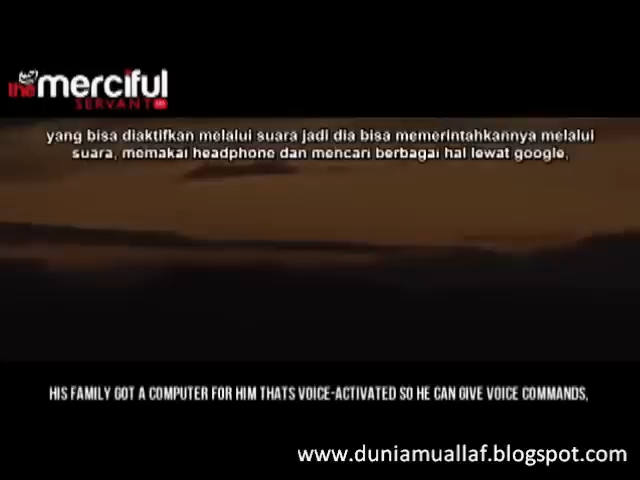 the merciful
SERVANT HD
yang bisa diaktifkan melalui suara jadi dia bisa memerintahkannya melalui
suara, memakai headphone dan mencari berbagai hal lewat google,
HIS FAMILY GOT A COMPUTER FOR HIM THATS VOICE-ACTIVATED SO HE CAN GIVE VOICE COMMANDS,
www.duniamuallaf.blogspot.com